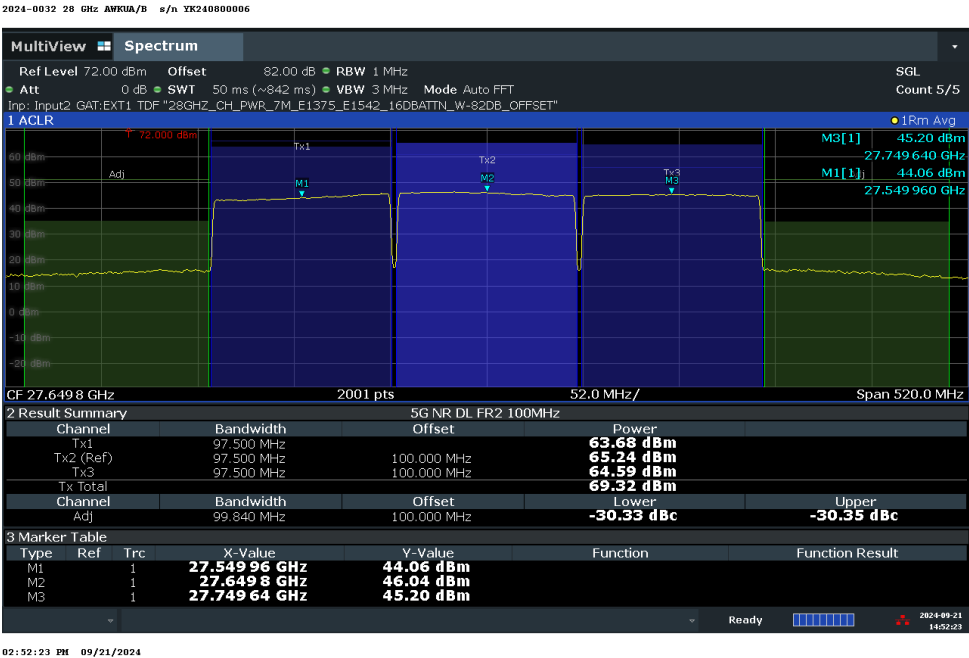 2024-0032 28 GHz AWKUA/B s/n YK240800006
MultiView Spectrum
Ref Level 72.00 dBm Offset 82.00 dB RBW 1 MHz SGL
Att 0 dB SWT 50 ms (~842 ms) VBW 3 MHz Mode Auto FFT Count 5/5
Inp: Input2 GAT:EXT1 TDF "28GHZ_CH_PWR_7M_E1375_E1542_16DBATTN_W-82DB_OFFSET"
1 ACLR 1Rm Avg
72.000 dBm M3[1] 45.20 dBm
Tx1
60 dBm 27.749 640 GHz
Tx2
Adj Tx3 M1[1] 44.06 dBm
50 dBm M1 M2 M3 27.549 960 GHz
40 dBm
30 dBm
20 dBm
10 dBm
0 dBm
-10 dBm
-20 dBm
CF 27.649 8 GHz 2001 pts 52.0 MHz/ Span 520.0 MHz
2 Result Summary 5G NR DL FR2 100MHz
Channel Bandwidth Offset Power
Tx1 97.500 MHz 63.68 dBm
Tx2 (Ref) 97.500 MHz 100.000 MHz 65.24 dBm
Tx3 97.500 MHz 100.000 MHz 64.59 dBm
Tx Total 69.32 dBm
Channel Bandwidth Offset Lower Upper
Adj 99.840 MHz 100.000 MHz -30.33 dBc -30.35 dBc
3 Marker Table
Type Ref Trc X-Value Y-Value Function Function Result
M1 1 27.549 96 GHz 44.06 dBm
M2 1 27.649 8 GHz 46.04 dBm
M3 1 27.749 64 GHz 45.20 dBm
Ready 2024-09-21
14:52:23
02:52:23 PM 09/21/2024